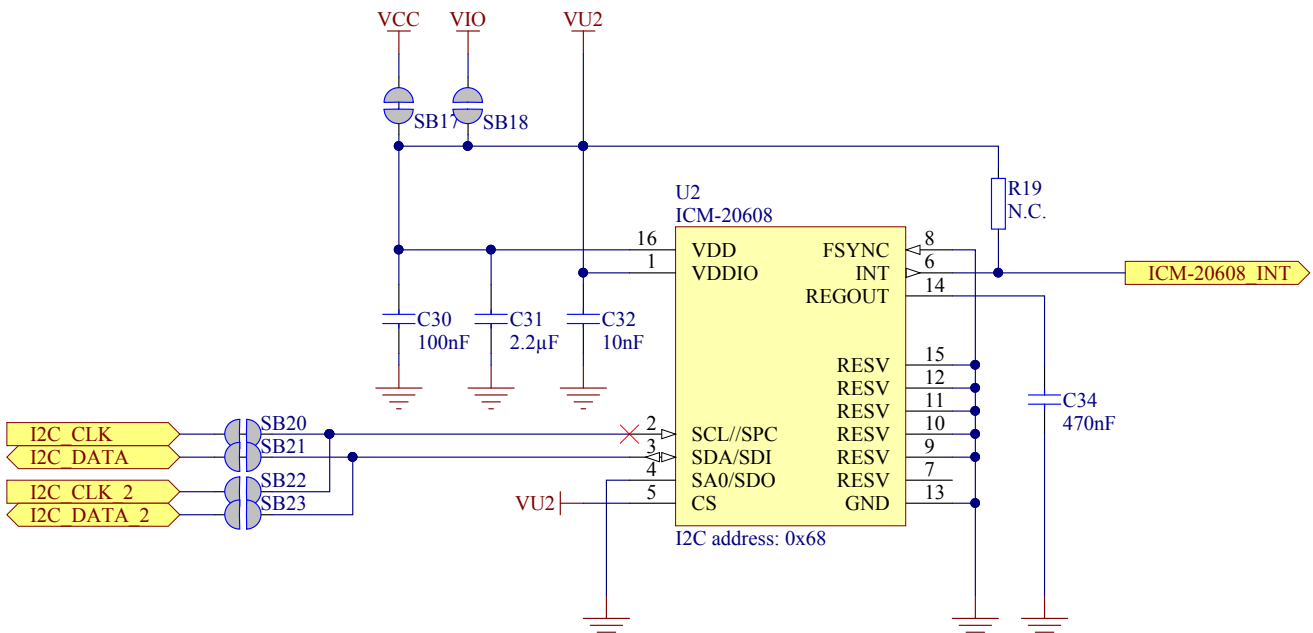 VCC VIO VU2
SB17 SB18
R19
N.C.
U2
ICM-20608
16 VDD FSYNC 8
1 VDDIO INT 6 ICM-20608_INT
REGOUT 14
C30 C31 C32
100nF 2.2µF 10nF
RESV 15
RESV 12
RESV 11
C34
470nF
I2C_CLK SB20 2 SCL//SPC RESV 10
I2C_DATA SB21 3 SDA/SDI RESV 9
I2C_CLK_2 SB22 4 SA0/SDO RESV 7
I2C_DATA_2 SB23 VU2 5 CS GND 13
I2C address: 0x68